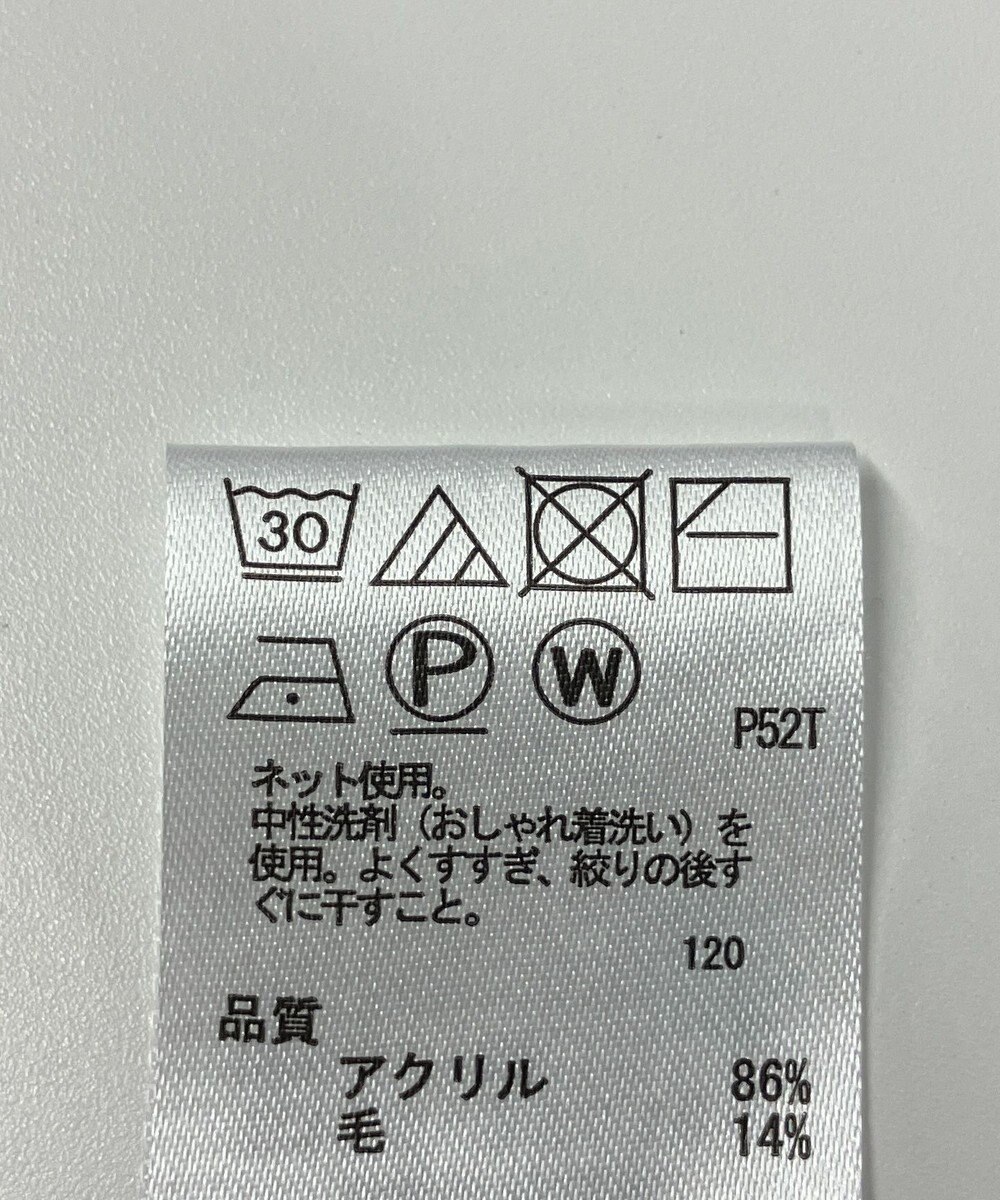 30
P W
P52T
ネット使用。
中性洗剤（おしゃれ着洗い）を
使用。よくすすぎ、絞りの後す
ぐに干すこと。
120
品質
アクリル 86%
毛 14%